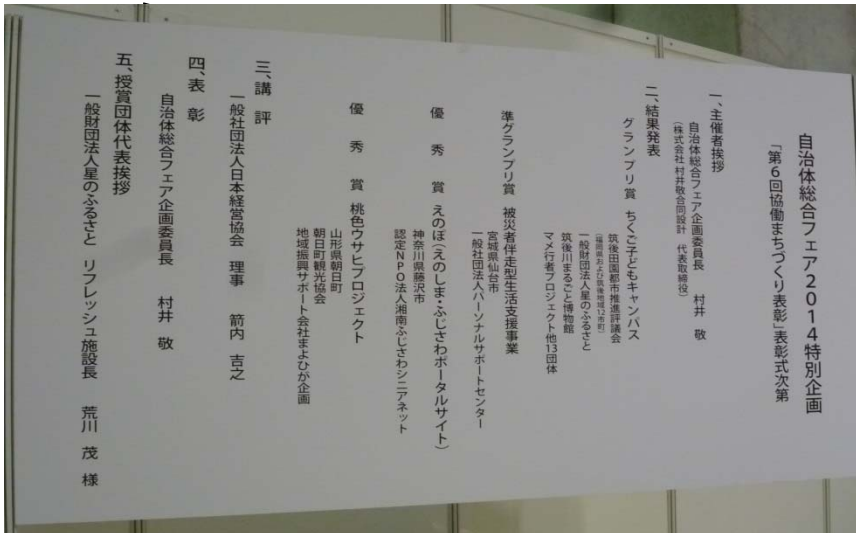 自治体総合フェア2014特別企画
「第6回協働まちづくり表彰」表彰式次第
一、主催者挨拶
自治体総合フェア企画委員長 村井 敬
(株式会社 村井敬合同設計 代表取締役)
二、結果発表
グランプリ賞 ちくご子どもキャンパス
筑後田園都市推進評議会
(福岡県および筑後地域12市町)
一般財団法人星のふるさと
筑後川まるごと博物館
マメ行者プロジェクト他13団体
準グランプリ賞 被災者伴走型生活支援事業
宮城県仙台市
一般社団法人パーソナルサポートセンター
優秀賞 えのぽ(えのしま・ふじさわポータルサイト)
神奈川県藤沢市
認定NPO法人湘南ふじさわシニアネット
優秀賞 桃色ウサヒプロジェクト
山形県朝日町
朝日町観光協会
地域振興サポート会社まよひが企画
三、講評
一般社団法人日本経営協会 理事 箭内 吉之
四、表彰
自治体総合フェア企画委員長 村井 敬
五、授賞団体代表挨拶
一般財団法人星のふるさと リフレッシュ施設長 荒川 茂 様